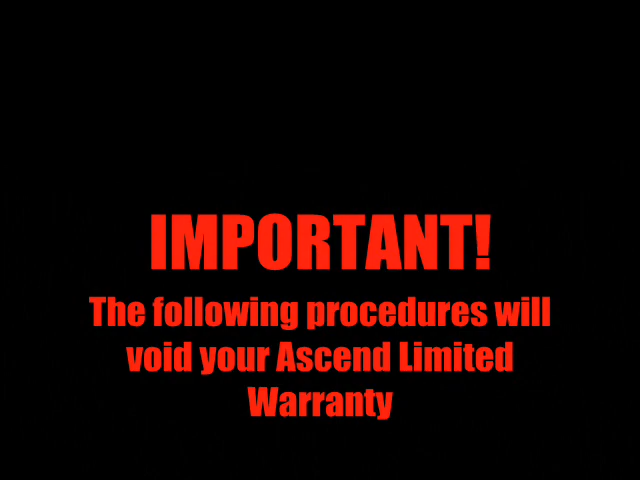 IMPORTANT!
The following procedures will
void your Ascend Limited
Warranty